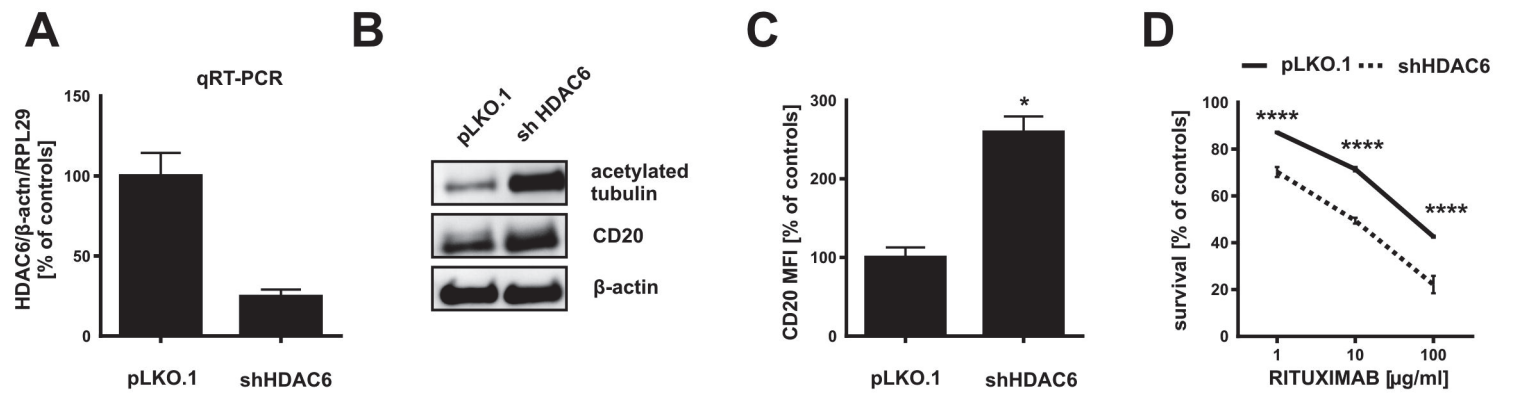 A
qRT-PCR
HDAC6/β-actn/RPL29
[% of controls]
150
100
50
0
pLKO.1
shHDAC6
B
pLKO.1
sh HDAC6
acetylated
tubulin
CD20
β-actin
C
CD20 MFI [% of controls]
300
200
100
0
pLKO.1
shHDAC6
*
D
pLKO.1
shHDAC6
survival [% of controls]
100
80
60
40
20
0
****
****
****
1
10
100
RITUXIMAB [µg/ml]